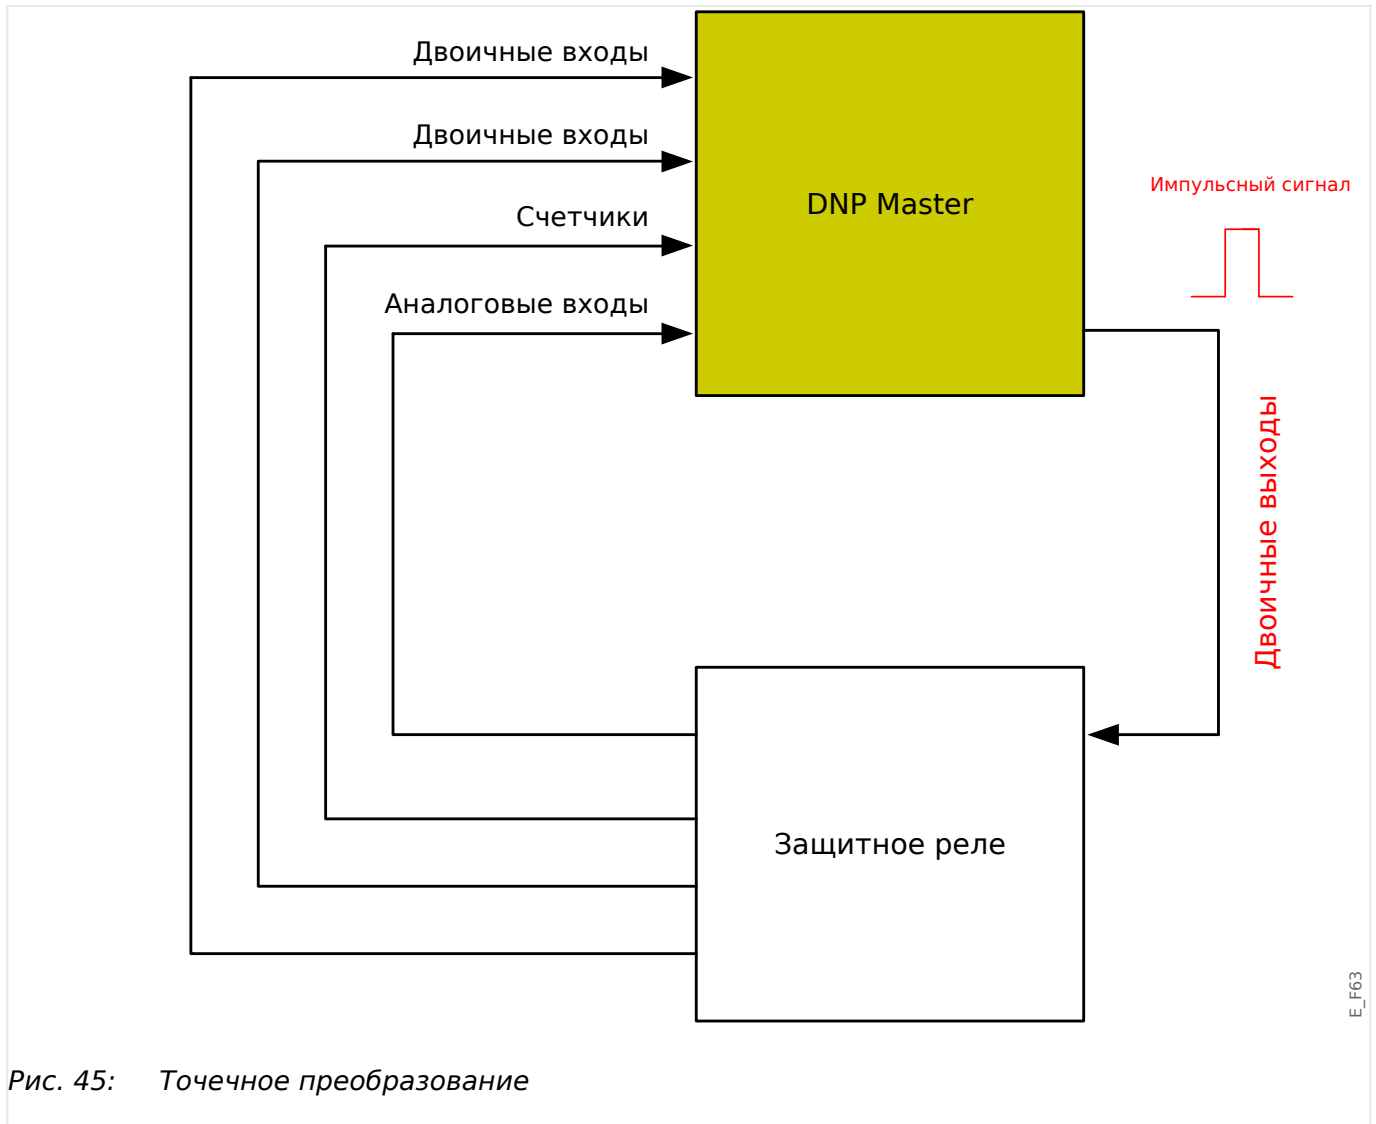 Двоичные входы
Двоичные входы
Счетчики
Аналоговые входы
DNP Master
Импульсный сигнал
Двоичные выходы
Защитное реле
E_F63
Рис. 45: Точечное преобразование